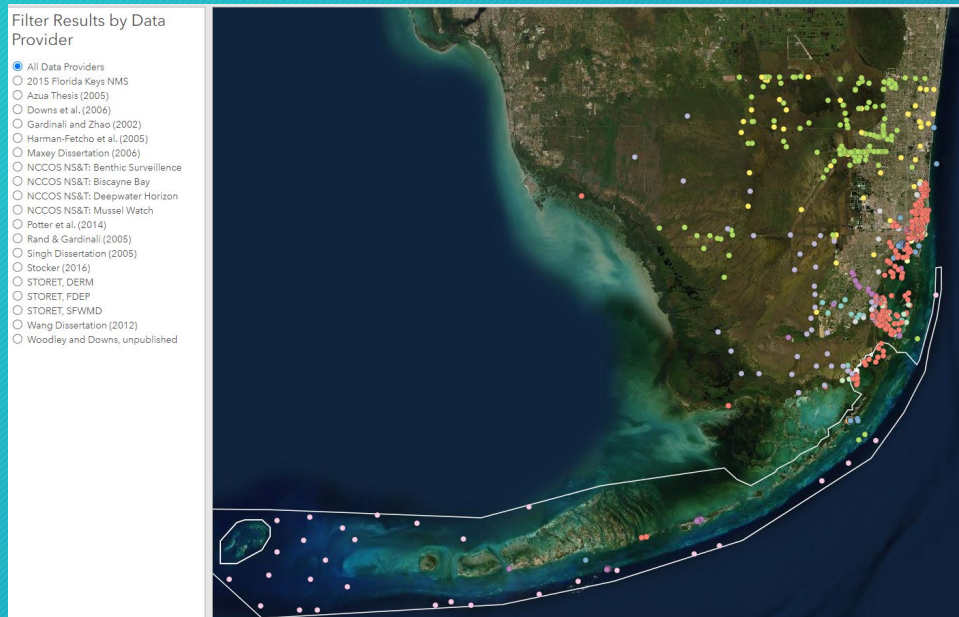 Filter Results by Data
Provider
All Data Providers
2015 Florida Keys NMS
Azua Thesis (2005)
Downs et al. (2006)
Gardinali and Zhao (2002)
Harman-Fetcho et al. (2005)
Maxey Dissertation (2006)
NCCOS NS&T: Benthic Surveillence
NCCOS NS&T: Biscayne Bay
NCCOS NS&T: Deepwater Horizon
NCCOS NS&T: Mussel Watch
Potter et al. (2014)
Rand & Gardinali (2005)
Singh Dissertation (2005)
Stocker (2016)
STORET, DERM
STORET, FDEP
STORET, SFWMD
Wang Dissertation (2012)
Woodley and Downs, unpublished